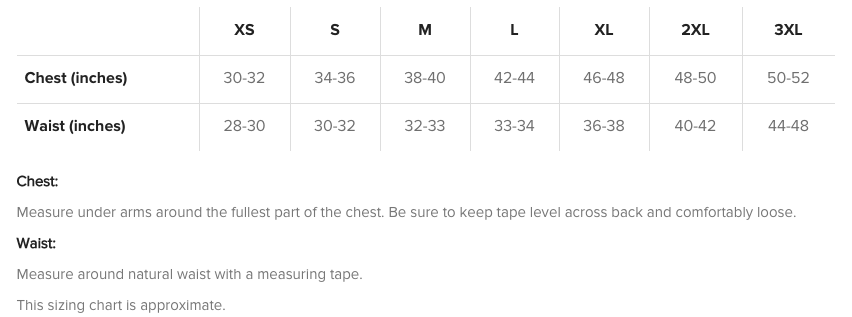 XS S M L XL 2XL 3XL
Chest (inches) 30-32 34-36 38-40 42-44 46-48 48-50 50-52
Waist (inches) 28-30 30-32 32-33 33-34 36-38 40-42 44-48
Chest:
Measure under arms around the fullest part of the chest. Be sure to keep tape level across back and comfortably loose.
Waist:
Measure around natural waist with a measuring tape.
This sizing chart is approximate.